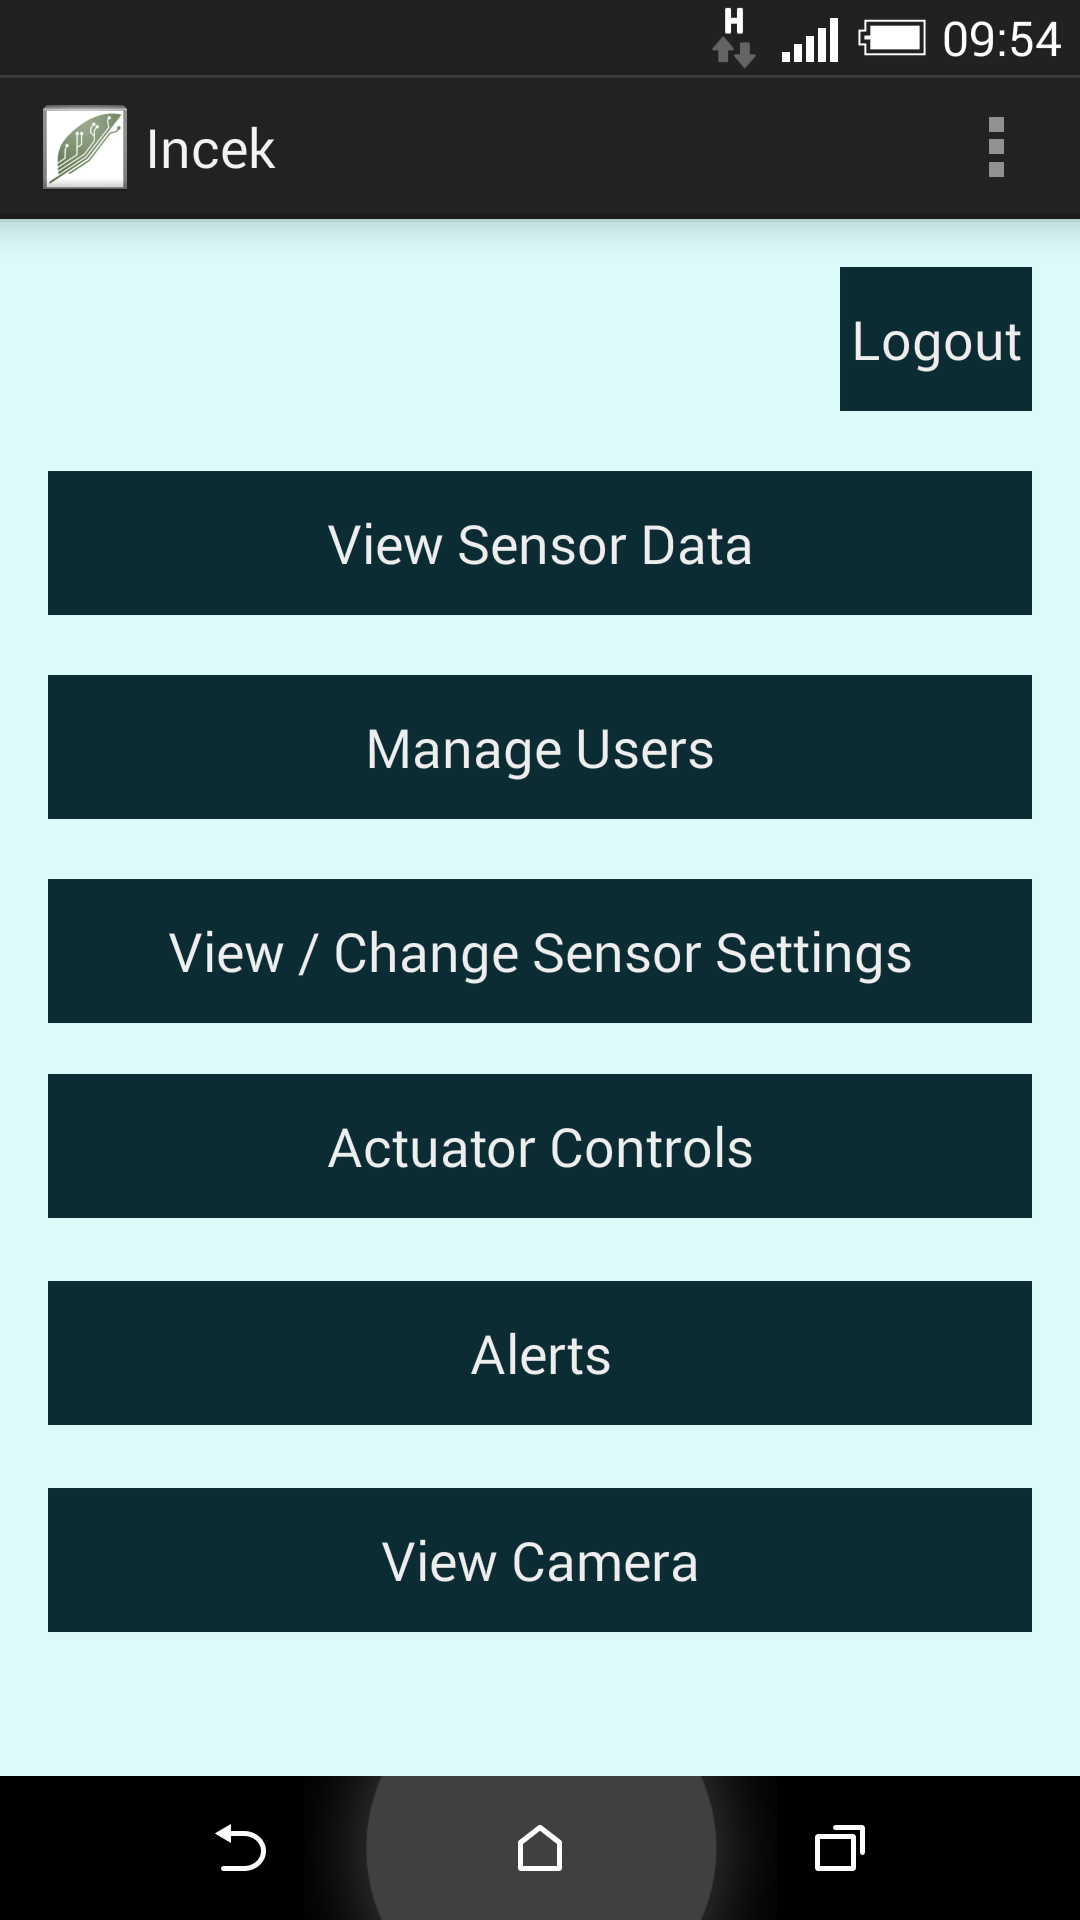 H
09:54
Incek
Logout
View Sensor Data
Manage Users
View / Change Sensor Settings
Actuator Controls
Alerts
View Camera